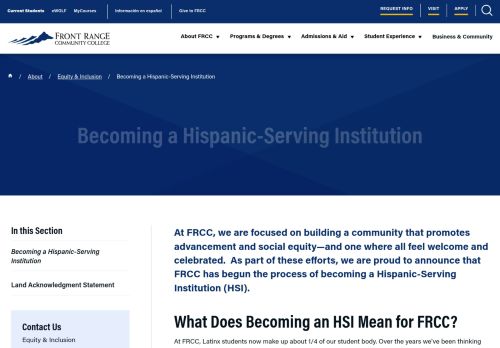 Current Students eWOLF MyCourses Información en español Give to FRCC REQUEST INFO VISIT APPLY
FRONT RANGE
COMMUNITY COLLEGE
About FRCC Programs & Degrees Admissions & Aid Student Experience Business & Community
/ About / Equity & Inclusion / Becoming a Hispanic-Serving Institution
Becoming a Hispanic-Serving Institution
In this Section
Becoming a Hispanic-Serving
Institution
Land Acknowledgment Statement
Contact Us
Equity & Inclusion
At FRCC, we are focused on building a community that promotes
advancement and social equity—and one where all feel welcome and
celebrated. As part of these efforts, we are proud to announce that
FRCC has begun the process of becoming a Hispanic-Serving
Institution (HSI).
What Does Becoming an HSI Mean for FRCC?
At FRCC, Latinx students now make up about 1/4 of our student body. Over the years we've been thinking